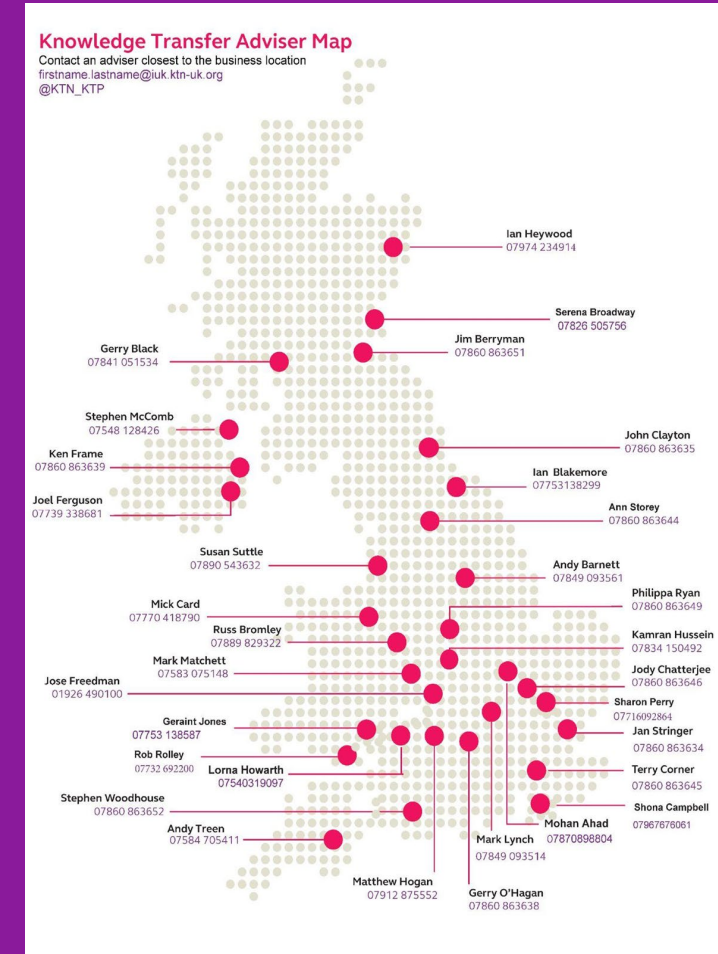 Knowledge Transfer Adviser Map
Contact an adviser closest to the business location
firstname.lastname@iuk.ktn-uk.org
@KTN_KTP
Ian Heywood
07974 234914
Serena Broadway
07826 505756
Jim Berryman
07860 863651
Gerry Black
07841 051534
Stephen McComb
07548 128426
John Clayton
07860 863635
Ken Frame
07860 863639
Ian Blakemore
07753138299
Joel Ferguson
07739 338681
Ann Storey
07860 863644
Susan Suttle
07890 543632
Andy Barnett
07849 093561
Philippa Ryan
07860 863649
Mick Card
07770 418790
Russ Bromley
07889 829322
Kamran Hussein
07834 150492
Mark Matchett
07583 075148
Jody Chatterjee
07860 863646
Jose Freedman
01926 490100
Sharon Perry
07716092864
Geraint Jones
07753 138587
Jan Stringer
07860 863634
Rob Rolley
07732 692200
Lorna Howarth
07540319097
Terry Corner
07860 863645
Stephen Woodhouse
07860 863652
Shona Campbell
07967676061
Andy Treen
07584 705411
Mohan Ahad
07870898804
Mark Lynch
07849 093514
Matthew Hogan
07912 875552
Gerry O'Hagan
07860 863638